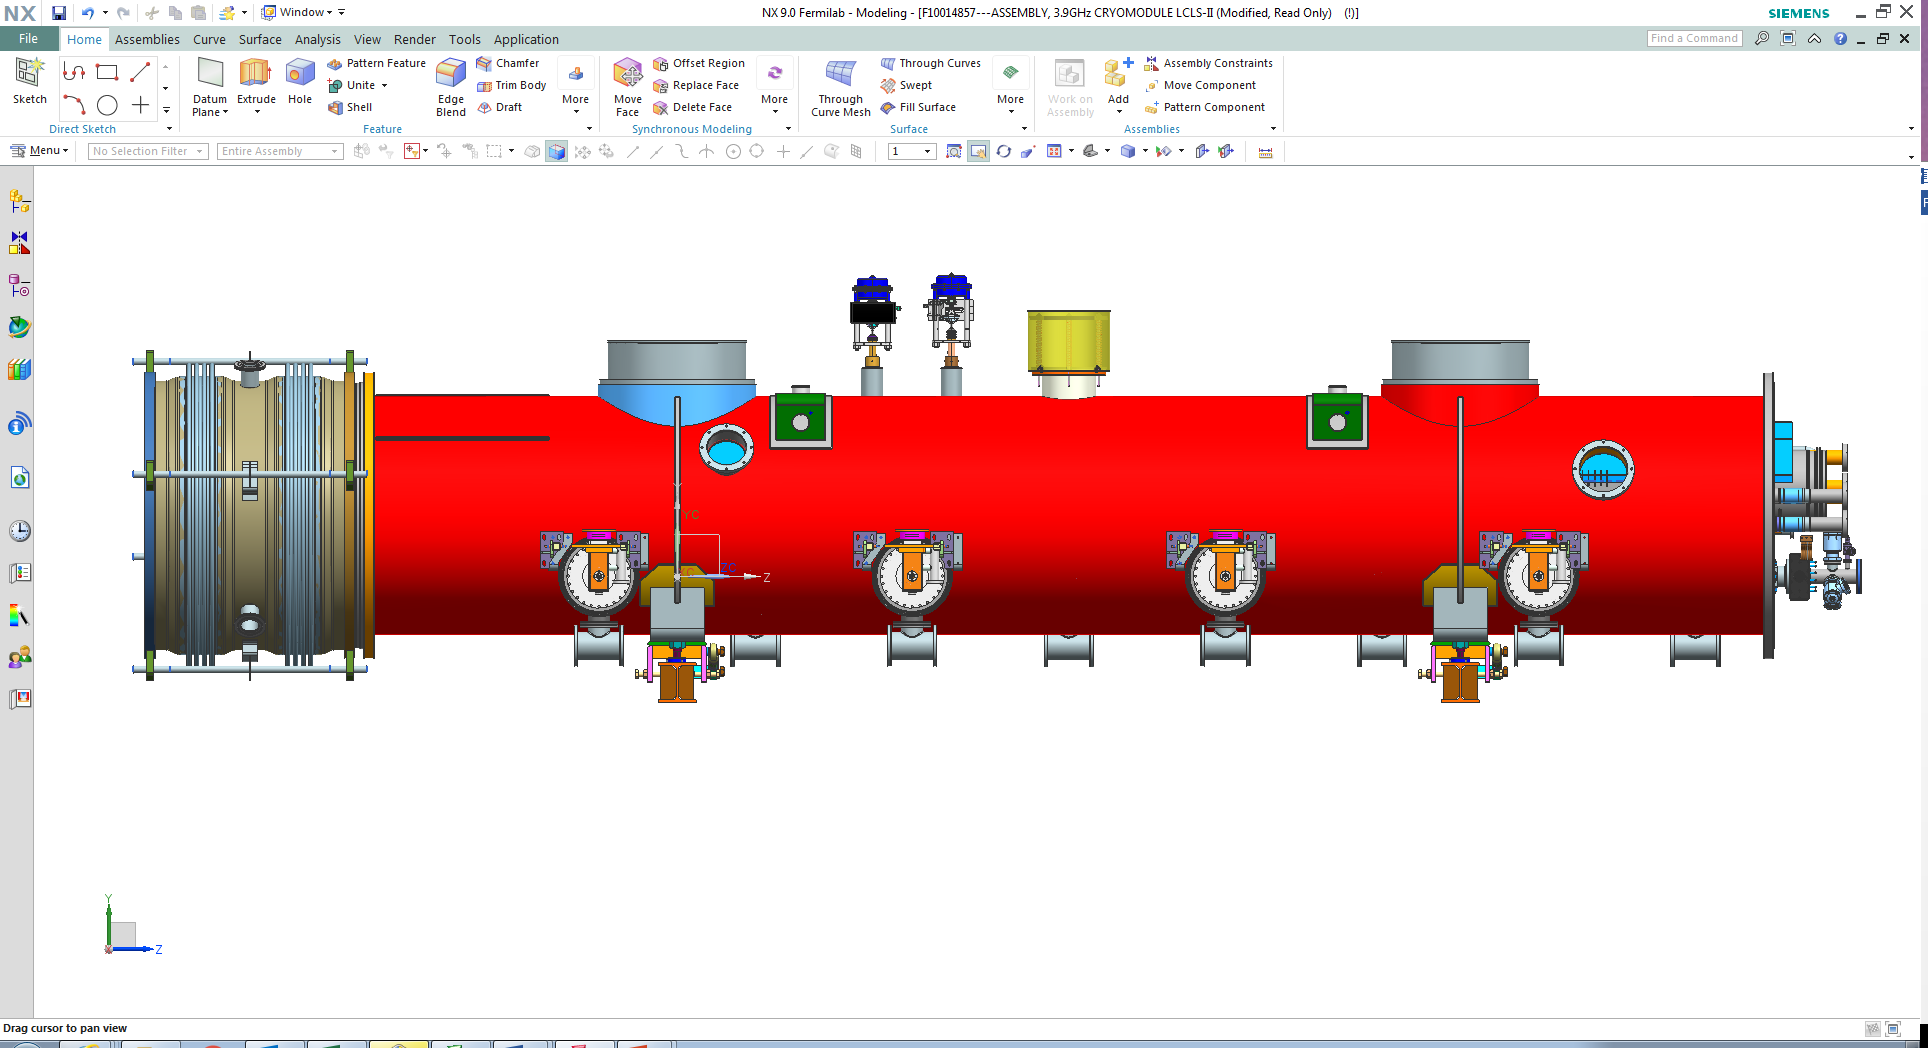 NX
Window
NX 9.0 Fermilab - Modeling - [F10014857---ASSEMBLY, 3.9GHz CRYOMODULE LCLS-II (Modified, Read Only) (!)]
SIEMENS
File Home Assemblies Curve Surface Analysis View Render Tools Application
Find a Command
Sketch
Direct Sketch
Datum Plane
Extrude
Hole
Pattern Feature
Unite
Shell
Edge Blend
Chamfer
Trim Body
Draft
More
Feature
Move Face
Offset Region
Replace Face
Delete Face
More
Synchronous Modeling
Through Curve Mesh
Through Curves
Swept
Fill Surface
More
Surface
Work on Assembly
Add
Assembly Constraints
Move Component
Pattern Component
Assemblies
Menu
No Selection Filter
Entire Assembly
1
YC
Z
Y
Z
Drag cursor to pan view